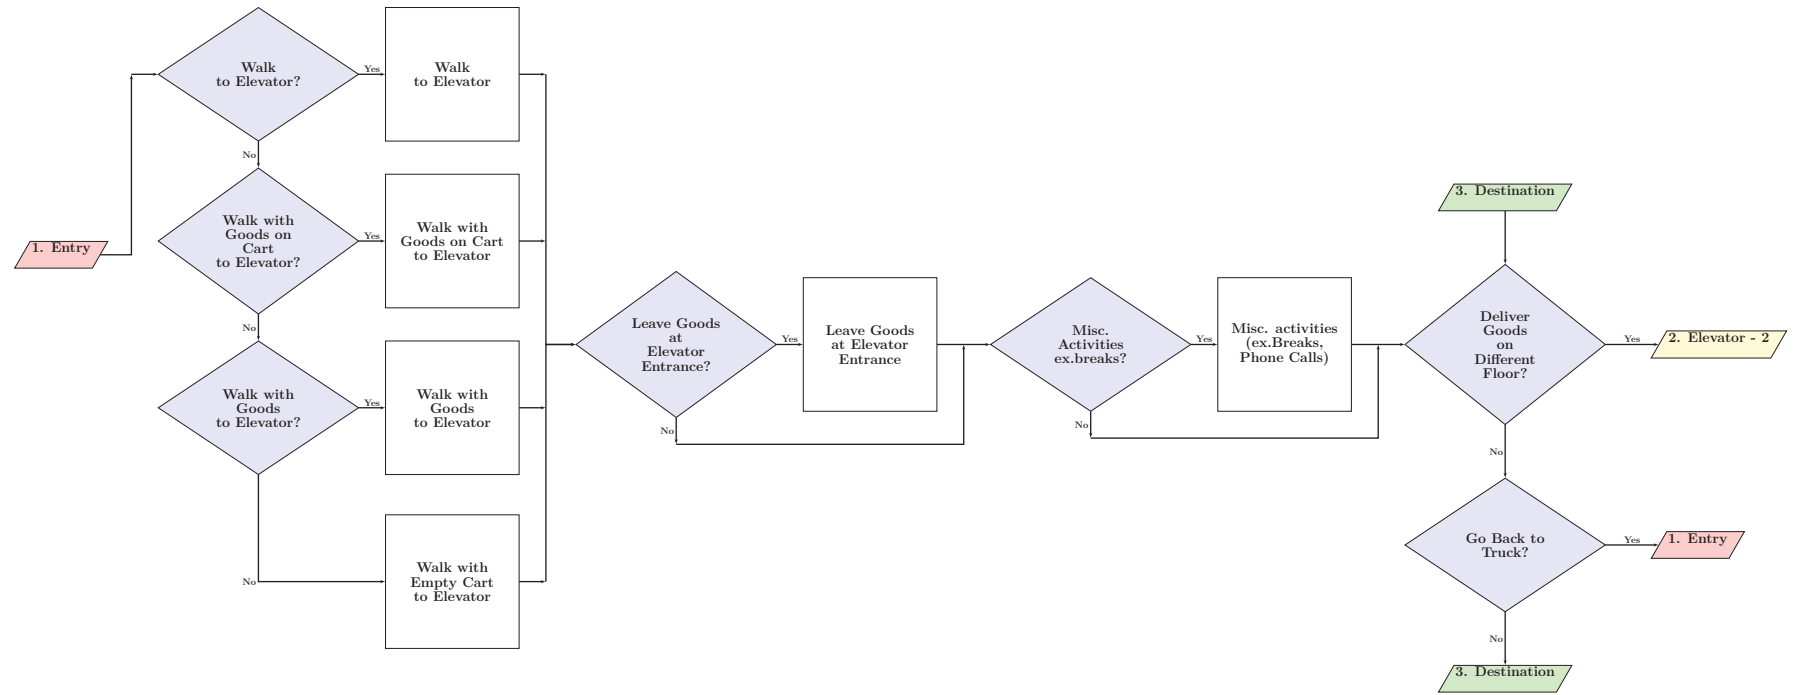 Walk
to Elevator?
Yes
Walk
to Elevator
No
1. Entry
Walk with
Goods on
Cart
to Elevator?
Yes
Walk with
Goods on Cart
to Elevator
No
Walk with
Goods
to Elevator?
Yes
Walk with
Goods
to Elevator
No
Walk with
Empty Cart
to Elevator
Leave Goods
at
Elevator
Entrance?
Yes
No
Leave Goods
at Elevator
Entrance
Misc.
Activities
ex.breaks?
Yes
No
Misc. activities
(ex.Breaks,
Phone Calls)
3. Destination
Deliver
Goods
on
Different
Floor?
Yes
2. Elevator - 2
No
Go Back to
Truck?
Yes
1. Entry
No
3. Destination